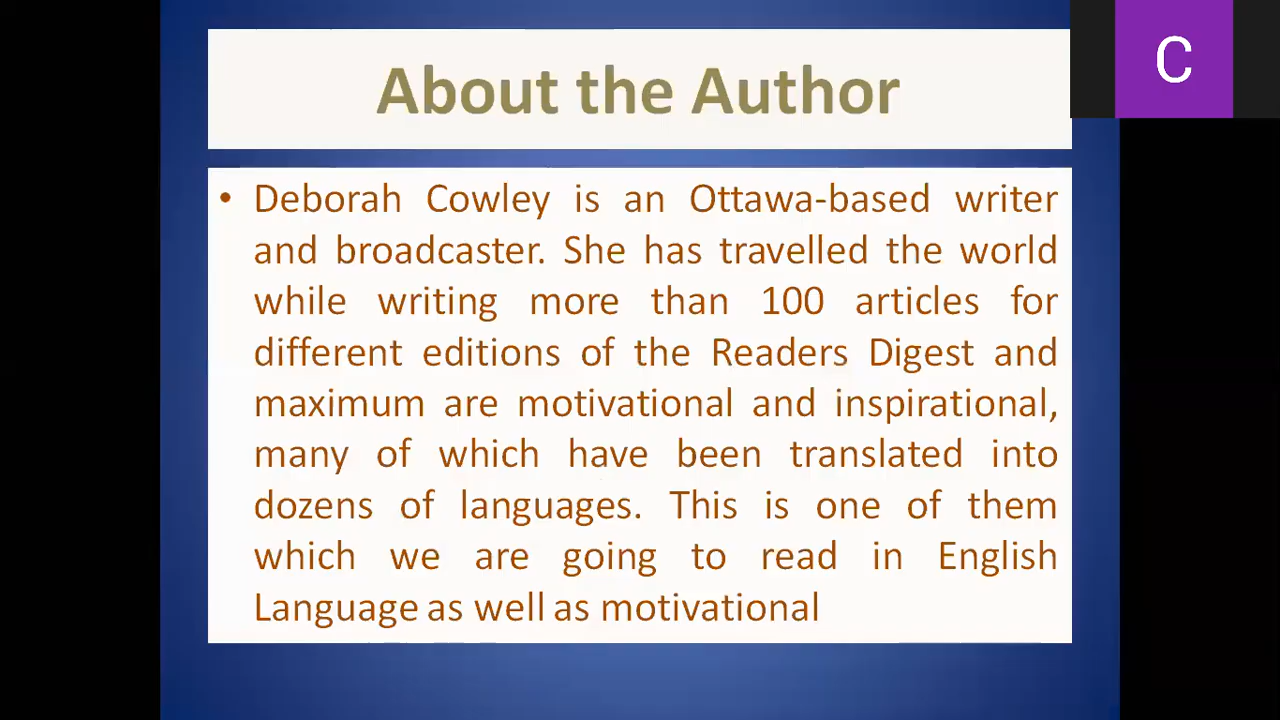 About the Author
C
• Deborah Cowley is an Ottawa-based writer
and broadcaster. She has travelled the world
while writing more than 100 articles for
different editions of the Readers Digest and
maximum are motivational and inspirational,
many of which have been translated into
dozens of languages. This is one of them
which we are going to read in English
Language as well as motivational